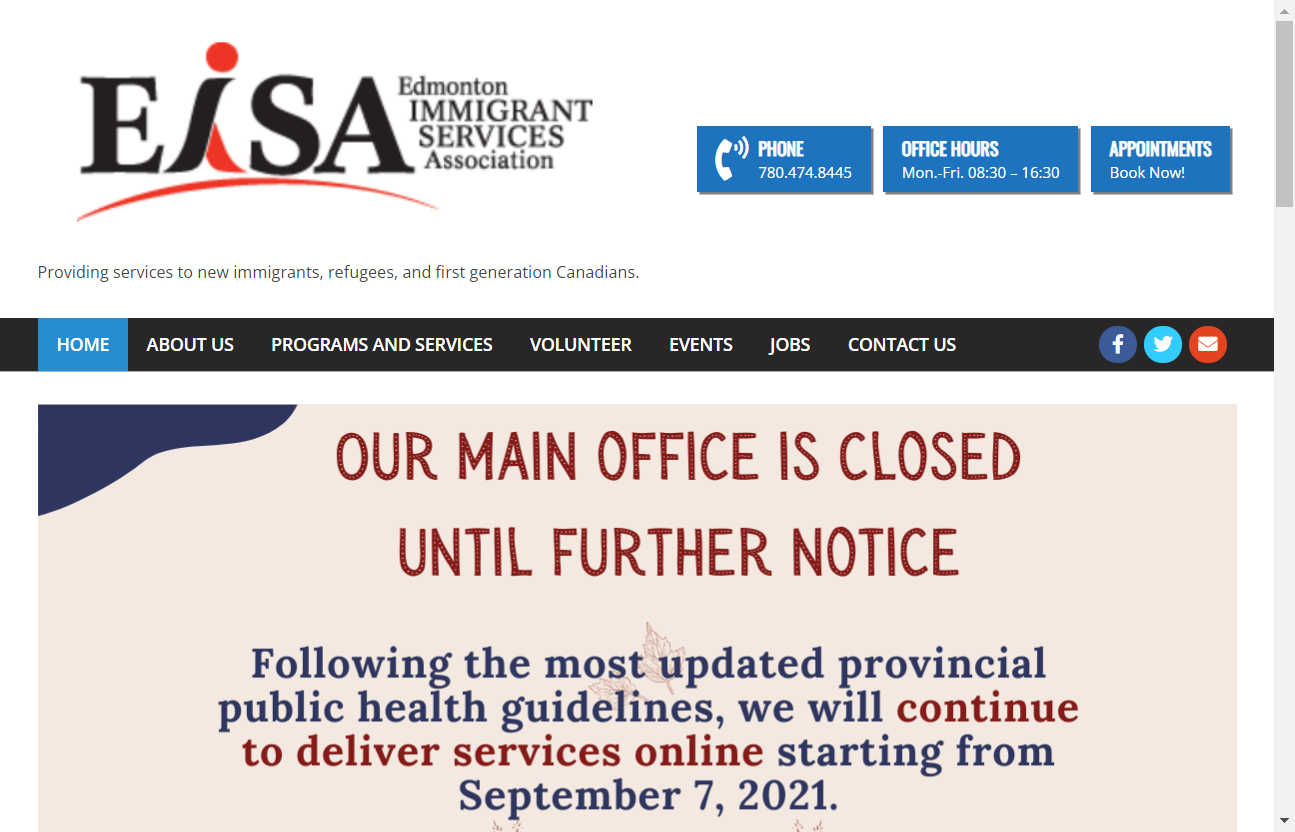 EiSA
Edmonton
IMMIGRANT
SERVICES
Association
PHONE
780.474.8445
OFFICE HOURS
Mon.-Fri. 08:30 – 16:30
APPOINTMENTS
Book Now!
Providing services to new immigrants, refugees, and first generation Canadians.
HOME ABOUT US PROGRAMS AND SERVICES VOLUNTEER EVENTS JOBS CONTACT US
OUR MAIN OFFICE IS CLOSED
UNTIL FURTHER NOTICE
Following the most updated provincial
public health guidelines, we will continue
to deliver services online starting from
September 7, 2021.